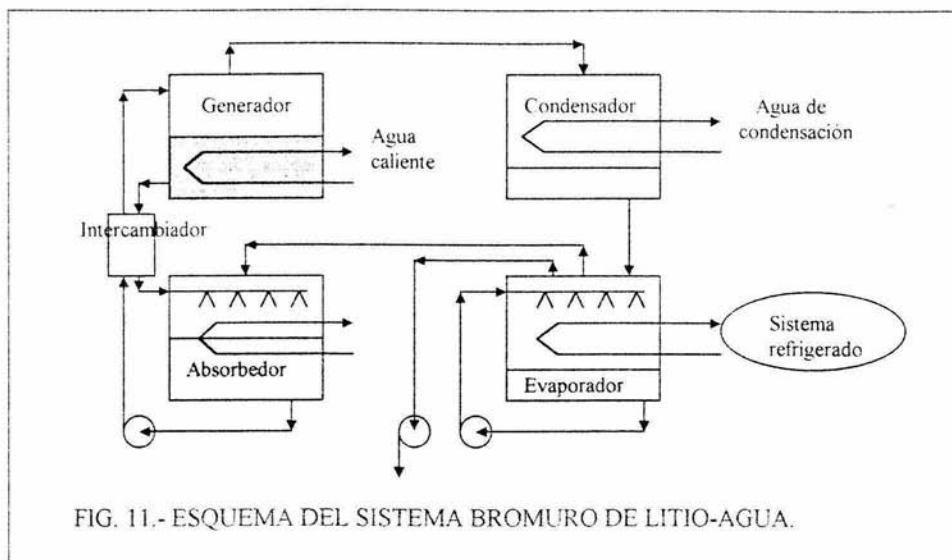 Generador
Condensador
Agua
caliente
Agua de
condensación
Intercambiador
Absorbedor
Evaporador
Sistema
refrigerado
FIG. 11.- ESQUEMA DEL SISTEMA BROMURO DE LITIO-AGUA.